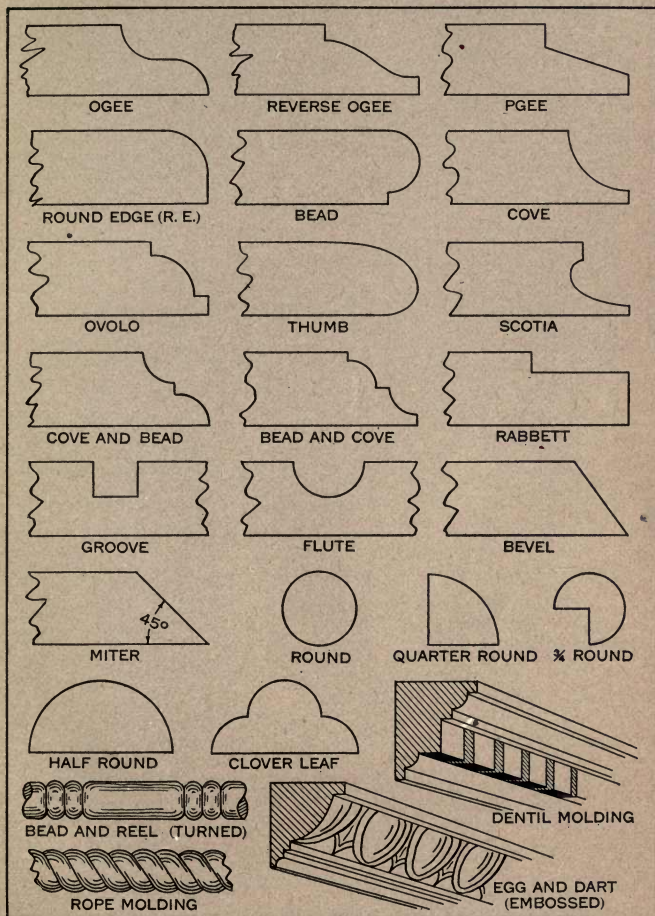 OGEE
REVERSE OGEE
PGEE
ROUND EDGE (R. E.)
BEAD
COVE
OVOLO
THUMB
SCOTIA
COVE AND BEAD
BEAD AND COVE
RABBETT
GROOVE
FLUTE
BEVEL
45°
MITER
ROUND
QUARTER ROUND
¾ ROUND
HALF ROUND
CLOVER LEAF
DENTIL MOLDING
BEAD AND REEL (TURNED)
ROPE MOLDING
EGG AND DART
(EMBOSSED)